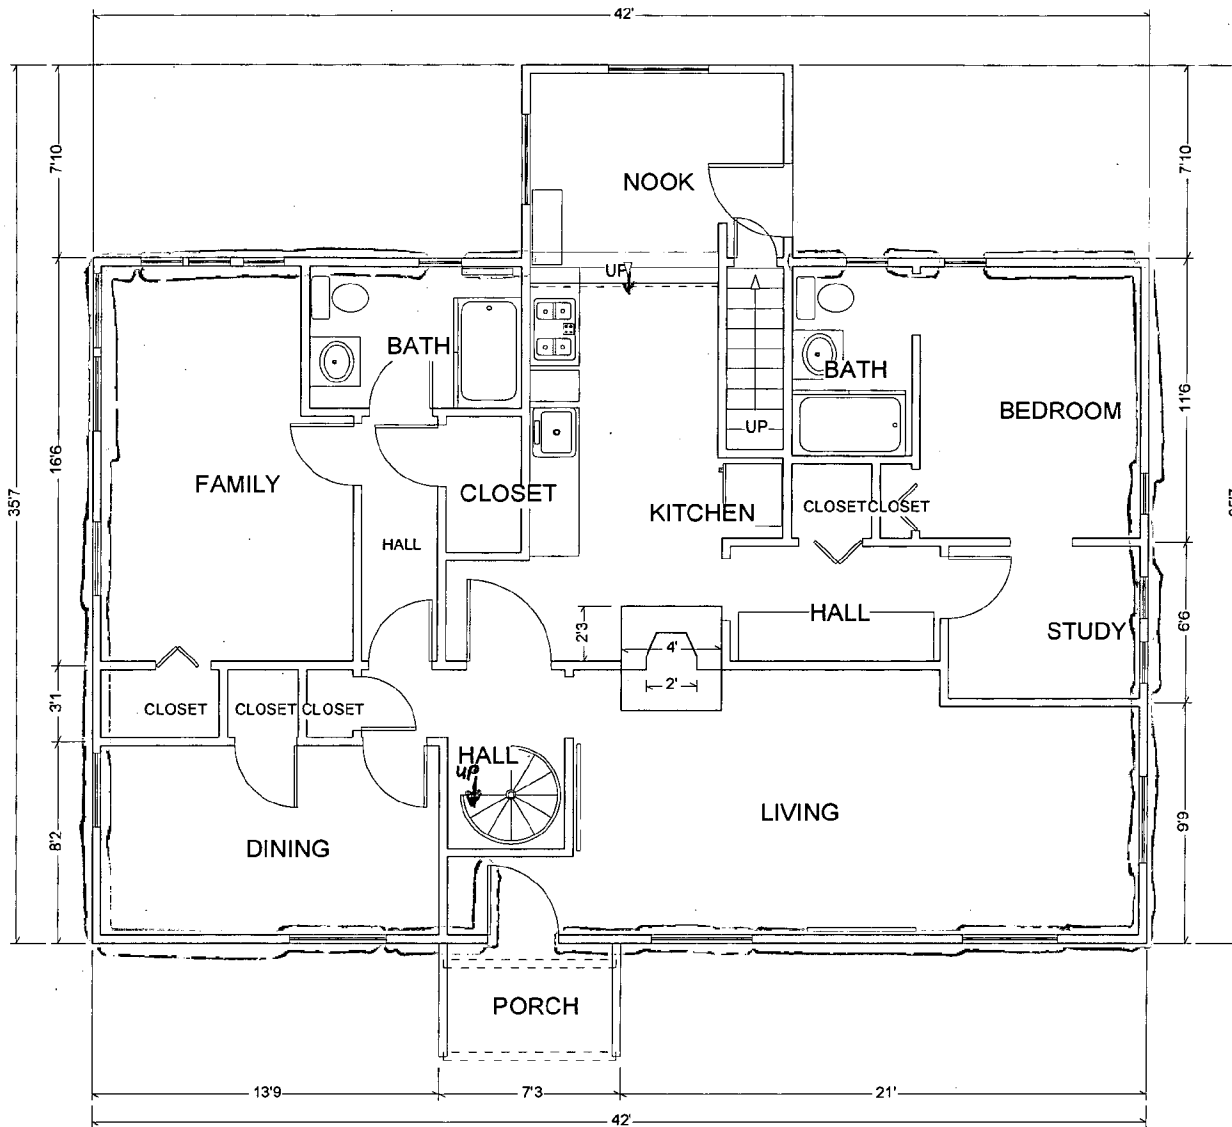 42'
7'10
7'10
NOOK
UP
BATH
BATH
BEDROOM
11'6
UP
16'6
FAMILY
CLOSET
KITCHEN
CLOSET
CLOSET
35'7
HALL
2'3
4'
HALL
STUDY
6'6
2'
3'1
CLOSET
CLOSET
CLOSET
HALL
UP
LIVING
9'9
DINING
8'2
PORCH
13'9
7'3
21'
42'